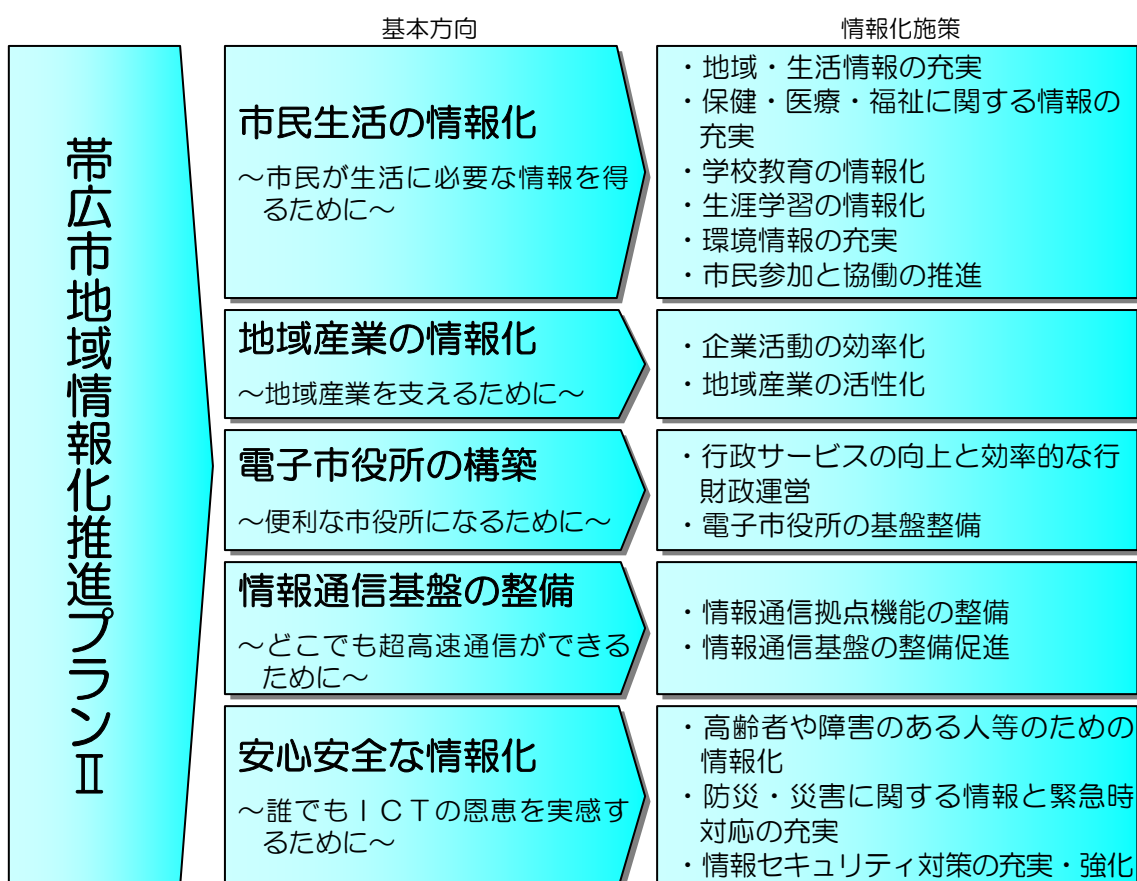 基本方向
情報化施策
帯広市地域情報化推進プランⅡ
市民生活の情報化
~市民が生活に必要な情報を得
るために~
・地域・生活情報の充実
・保健・医療・福祉に関する情報の
充実
・学校教育の情報化
・生涯学習の情報化
・環境情報の充実
・市民参加と協働の推進
地域産業の情報化
~地域産業を支えるために~
・企業活動の効率化
・地域産業の活性化
電子市役所の構築
~便利な市役所になるために~
・行政サービスの向上と効率的な行
財政運営
・電子市役所の基盤整備
情報通信基盤の整備
~どこでも超高速通信ができる
ために~
・情報通信拠点機能の整備
・情報通信基盤の整備促進
安心安全な情報化
~誰でもICTの恩恵を実感す
るために~
・高齢者や障害のある人等のための
情報化
・防災・災害に関する情報と緊急時
対応の充実
・情報セキュリティ対策の充実・強化